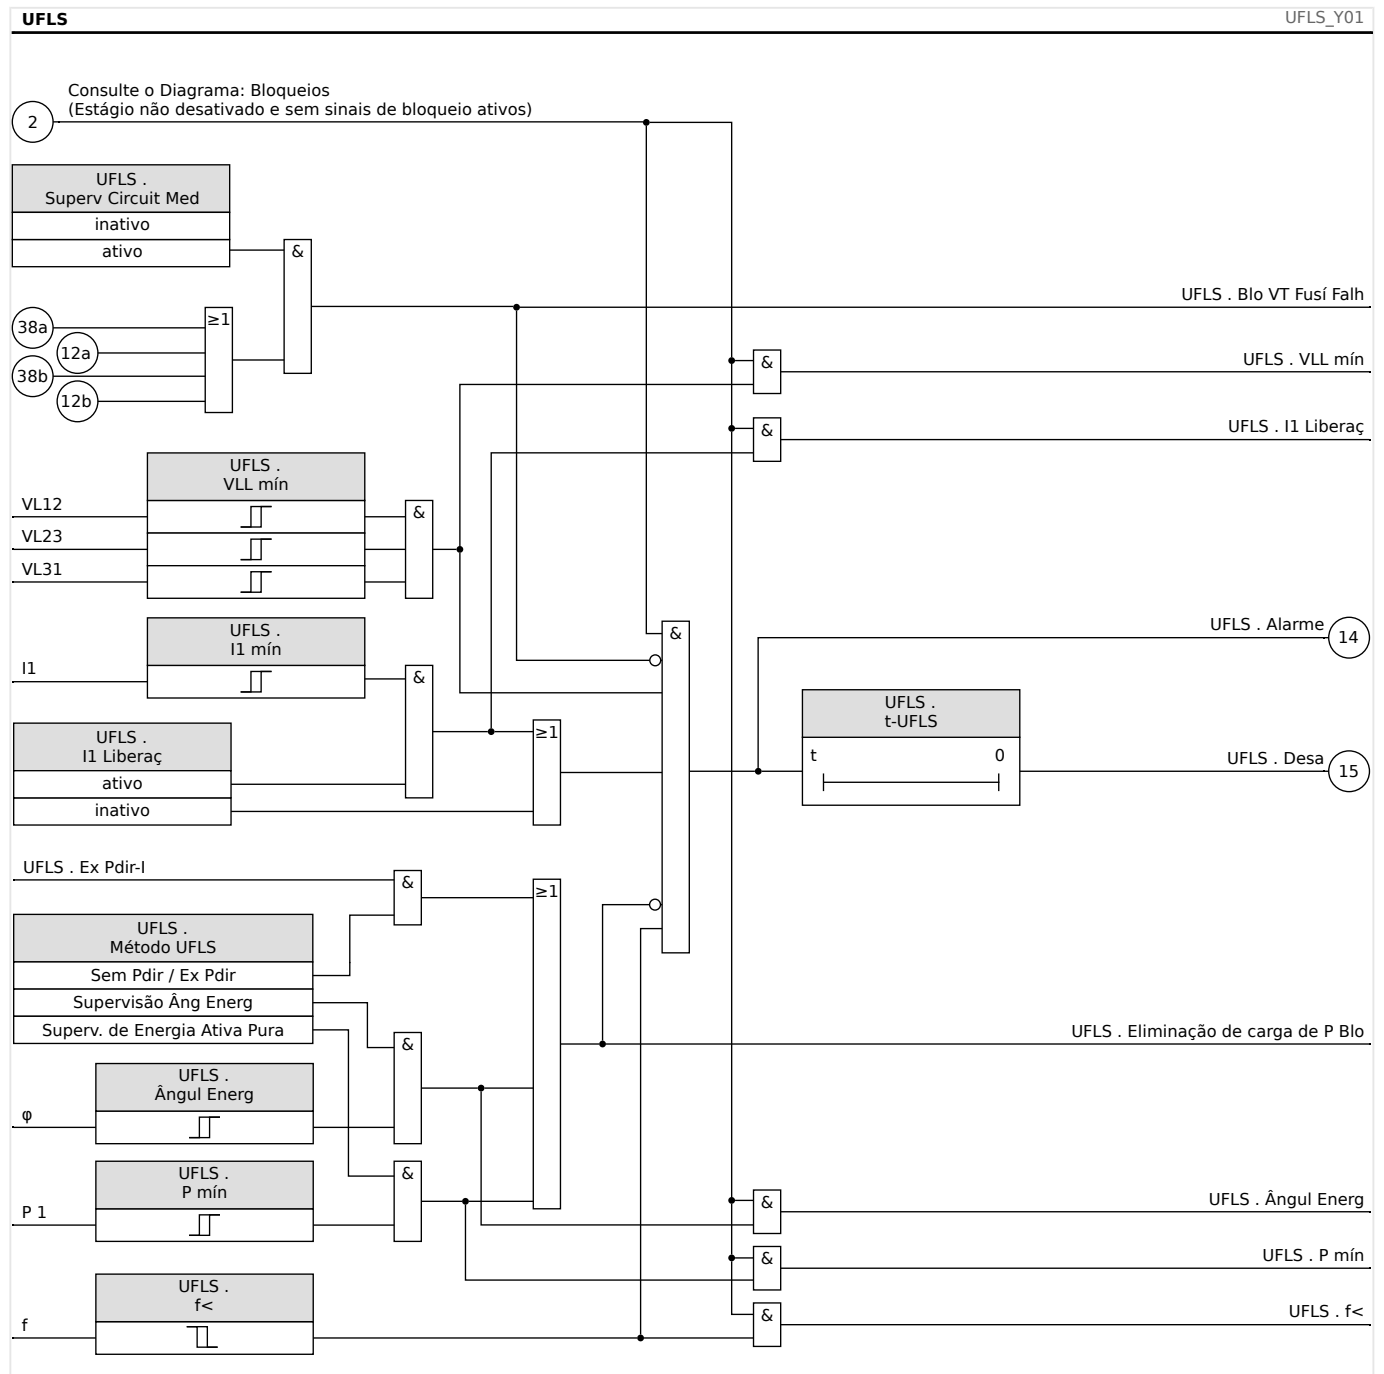 UFLS
UFLS_Y01
Consulte o Diagrama: Bloqueios
(Estágio não desativado e sem sinais de bloqueio ativos)
2
UFLS .
Superv Circuit Med
inativo
ativo
&
UFLS . Blo VT Fusí Falh
38a
12a
38b
12b
≥1
&
UFLS . VLL mín
&
UFLS . I1 Liberaç
UFLS .
VLL mín
VL12
VL23
VL31
&
UFLS .
I1 mín
I1
&
UFLS .
I1 Liberaç
ativo
inativo
≥1
&
UFLS . Alarme
14
UFLS .
t-UFLS
t
0
UFLS . Desa
15
UFLS . Ex Pdir-I
&
≥1
UFLS .
Método UFLS
Sem Pdir / Ex Pdir
Supervisão Âng Energ
Superv. de Energia Ativa Pura
&
UFLS . Eliminação de carga de P Blo
UFLS .
Ângul Energ
φ
UFLS .
P mín
P 1
&
&
UFLS . Ângul Energ
&
UFLS . P mín
UFLS .
f<
f
&
UFLS . f<